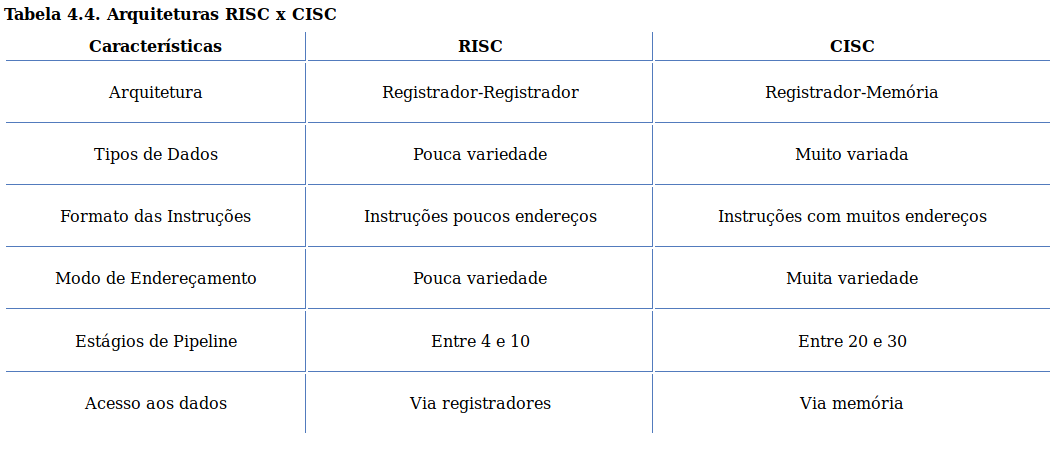 Tabela 4.4. Arquiteturas RISC x CISC
Características RISC CISC
Arquitetura Registrador-Registrador Registrador-Memória
Tipos de Dados Pouca variedade Muito variada
Formato das Instruções Instruções poucos endereços Instruções com muitos endereços
Modo de Endereçamento Pouca variedade Muita variedade
Estágios de Pipeline Entre 4 e 10 Entre 20 e 30
Acesso aos dados Via registradores Via memória